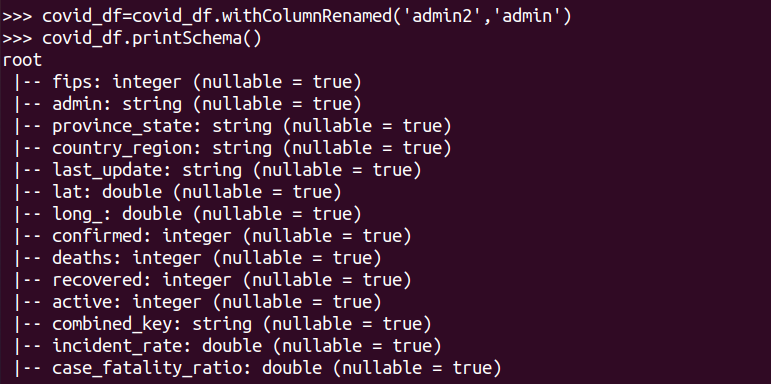 >>> covid_df=covid_df.withColumnRenamed('admin2','admin')
>>> covid_df.printSchema()
root
 |-- fips: integer (nullable = true)
 |-- admin: string (nullable = true)
 |-- province_state: string (nullable = true)
 |-- country_region: string (nullable = true)
 |-- last_update: string (nullable = true)
 |-- lat: double (nullable = true)
 |-- long_: double (nullable = true)
 |-- confirmed: integer (nullable = true)
 |-- deaths: integer (nullable = true)
 |-- recovered: integer (nullable = true)
 |-- active: integer (nullable = true)
 |-- combined_key: string (nullable = true)
 |-- incident_rate: double (nullable = true)
 |-- case_fatality_ratio: double (nullable = true)